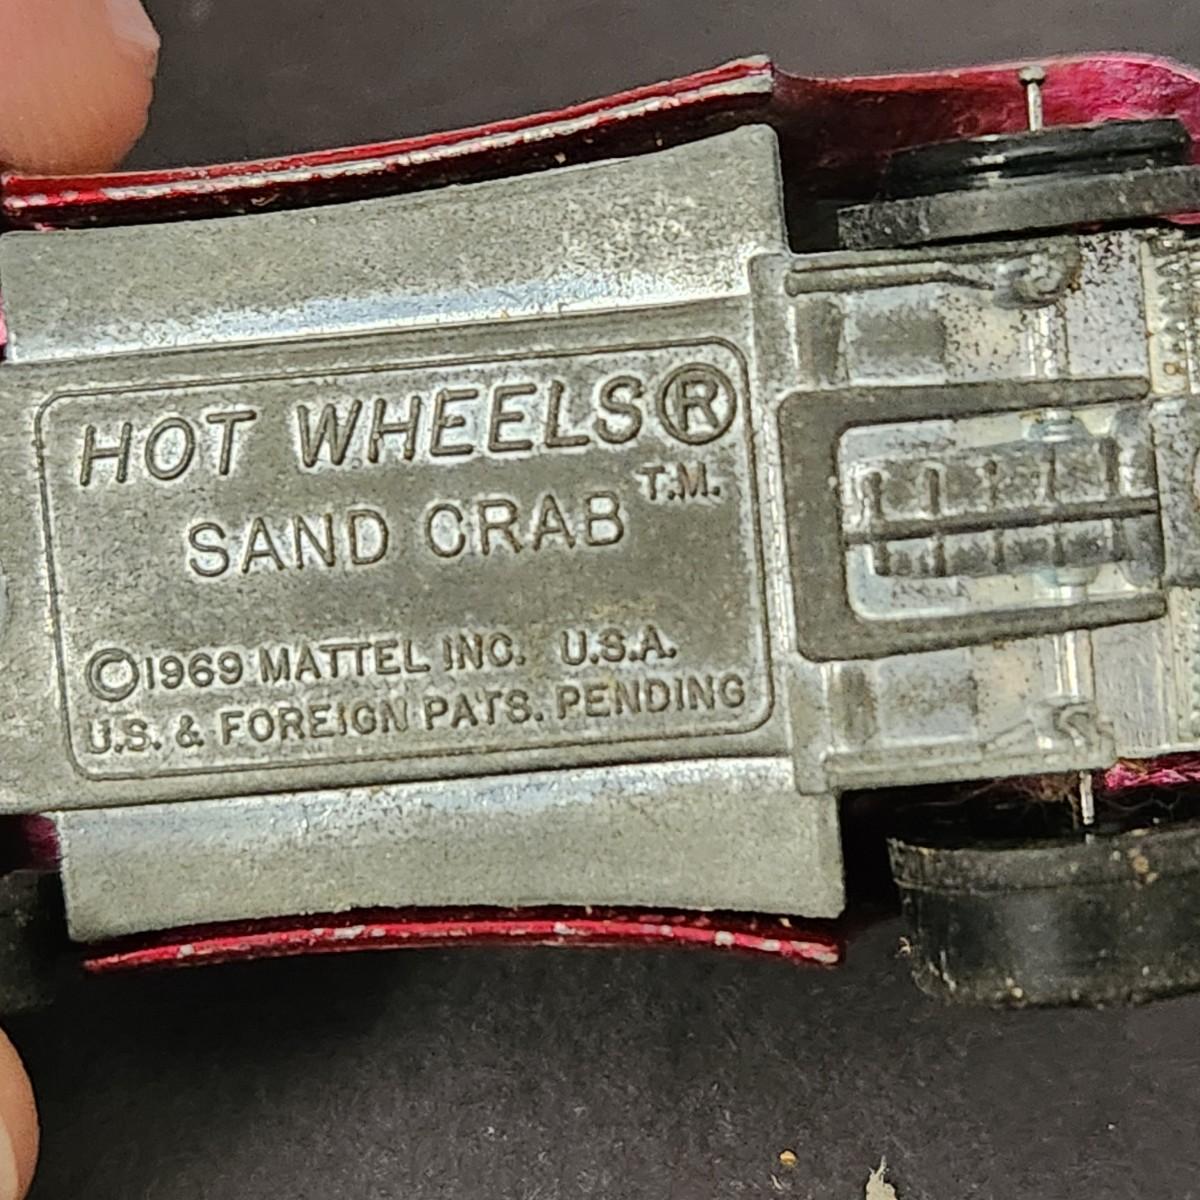 HOT WHEELS®
SAND CRAB T.M.
©1969 MATTEL INC. U.S.A.
U.S. & FOREIGN PATS. PENDING